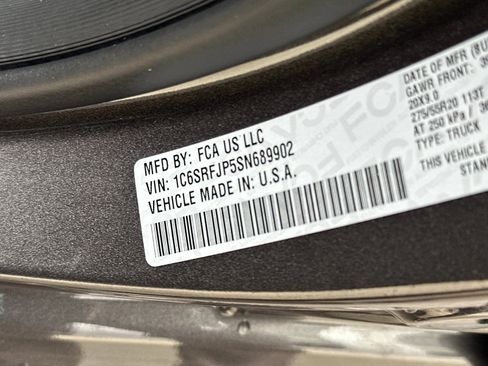 MFD BY: FCA US LLC
VIN: 1C6SRFJP5SN689902
VEHICLE MADE IN: U.S.A.
DATE OF MFR
GAWR FRONT:
20X9.0
275/55R20 113T
AT 250 KPA /
TYPE: TRUCK
THIS
STAN